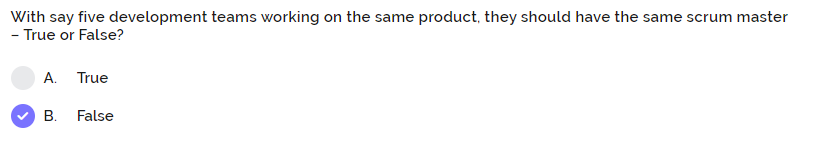 With say five development teams working on the same product, they should have the same scrum master
– True or False?
A. True
B. False